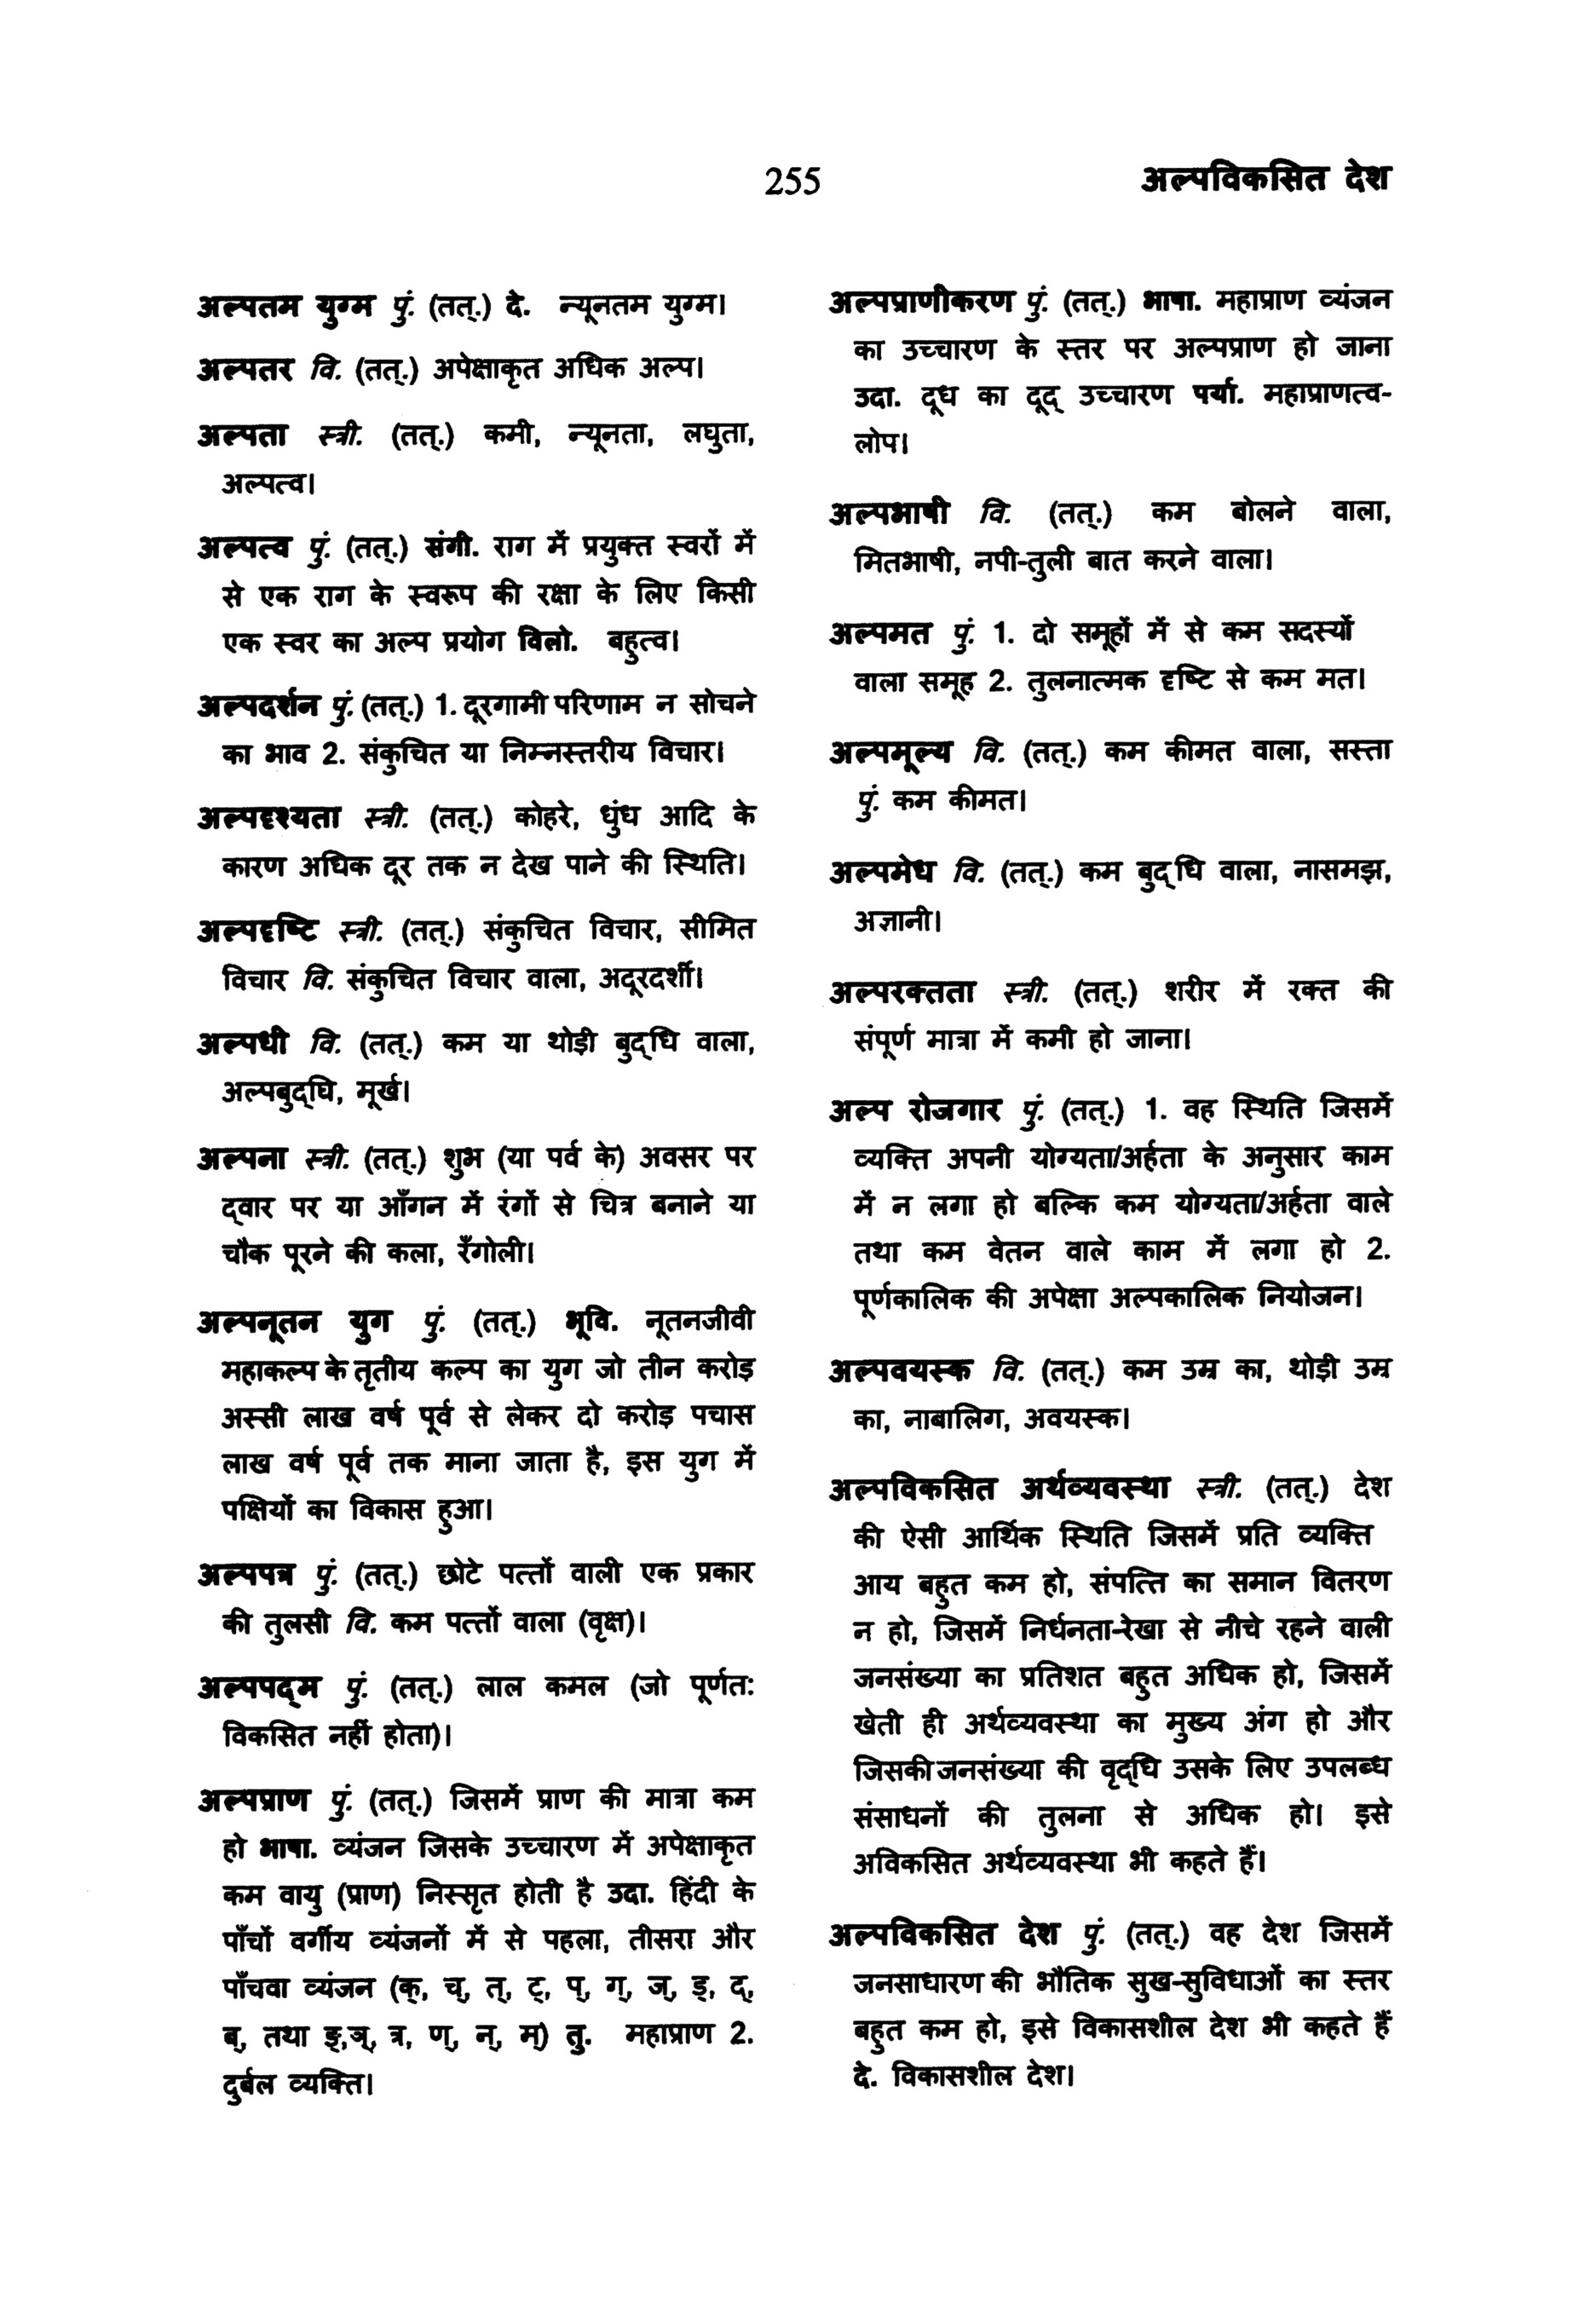 255
अल्पविकसित देश
अल्पतम युग्म पुं. (तत्.) दे. न्यूनतम युग्म।
अल्पतर वि. (तत्.) अपेक्षाकृत अधिक अल्प।
अल्पता स्त्री. (तत्.) कमी, न्यूनता, लघुता,
अल्पत्व।
अल्पत्व पुं. (तत्.) संगी. राग में प्रयुक्त स्वरों में
से एक राग के स्वरूप की रक्षा के लिए किसी
एक स्वर का अल्प प्रयोग विलो. बहुत्व।
अल्पदर्शन पुं. (तत्.) 1. दूरगामी परिणाम न सोचने
का भाव 2. संकुचित या निम्नस्तरीय विचार।
अल्पदृश्यता स्त्री. (तत्.) कोहरे, धुंध आदि के
कारण अधिक दूर तक न देख पाने की स्थिति।
अल्पदृष्टि स्त्री. (तत्.) संकुचित विचार, सीमित
विचार वि. संकुचित विचार वाला, अदूरदर्शी।
अल्पधी वि. (तत्.) कम या थोड़ी बुद्‌धि वाला,
अल्पबुद्‌धि, मूर्ख।
अल्पना स्त्री. (तत्.) शुभ (या पर्व के) अवसर पर
द्‌वार पर या आँगन में रंगों से चित्र बनाने या
चौक पूरने की कला, रँगोली।
अल्पनूतन युग पुं. (तत्.) भूवि. नूतनजीवी
महाकल्प के तृतीय कल्प का युग जो तीन करोड़
अस्सी लाख वर्ष पूर्व से लेकर दो करोड़ पचास
लाख वर्ष पूर्व तक माना जाता है, इस युग में
पक्षियों का विकास हुआ।
अल्पपत्र पुं. (तत्.) छोटे पत्तों वाली एक प्रकार
की तुलसी वि. कम पत्तों वाला (वृक्ष)।
अल्पपद्‌म पुं. (तत्.) लाल कमल (जो पूर्णत:
विकसित नहीं होता)।
अल्पप्राण पुं. (तत्.) जिसमें प्राण की मात्रा कम
हो भाषा. व्यंजन जिसके उच्चारण में अपेक्षाकृत
कम वायु (प्राण) निस्सृत होती है उदा. हिंदी के
पाँचों वर्गीय व्यंजनों में से पहला, तीसरा और
पाँचवा व्यंजन (क्, च्, त्, ट्, प्, ग्, ज्, ड्, द्,
ब्, तथा ङ्,ञ्, त्र, ण्, न्, म्) तु. महाप्राण 2.
दुर्बल व्यक्ति।
अल्पप्राणीकरण पुं. (तत्.) भाषा. महाप्राण व्यंजन
का उच्चारण के स्तर पर अल्पप्राण हो जाना
उदा. दूध का दूद् उच्चारण पर्या. महाप्राणत्व-
लोप।
अल्पभाषी वि. (तत्.) कम बोलने वाला,
मितभाषी, नपी-तुली बात करने वाला।
अल्पमत पुं. 1. दो समूहों में से कम सदस्यों
वाला समूह 2. तुलनात्मक दृष्टि से कम मत।
अल्पमूल्य वि. (तत्.) कम कीमत वाला, सस्ता
पुं. कम कीमत।
अल्पमेध वि. (तत्.) कम बुद्‌धि वाला, नासमझ,
अज्ञानी।
अल्परक्तता स्त्री. (तत्.) शरीर में रक्त की
संपूर्ण मात्रा में कमी हो जाना।
अल्प रोजगार पुं. (तत्.) 1. वह स्थिति जिसमें
व्यक्ति अपनी योग्यता/अर्हता के अनुसार काम
में न लगा हो बल्कि कम योग्यता/अर्हता वाले
तथा कम वेतन वाले काम में लगा हो 2.
पूर्णकालिक की अपेक्षा अल्पकालिक नियोजन।
अल्पवयस्क वि. (तत्.) कम उम्र का, थोड़ी उम्र
का, नाबालिग, अवयस्क।
अल्पविकसित अर्थव्यवस्था स्त्री. (तत्.) देश
की ऐसी आर्थिक स्थिति जिसमें प्रति व्यक्ति
आय बहुत कम हो, संपत्ति का समान वितरण
न हो, जिसमें निर्धनता-रेखा से नीचे रहने वाली
जनसंख्या का प्रतिशत बहुत अधिक हो, जिसमें
खेती ही अर्थव्यवस्था का मुख्य अंग हो और
जिसकी जनसंख्या की वृद्‌धि उसके लिए उपलब्ध
संसाधनों की तुलना से अधिक हो। इसे
अविकसित अर्थव्यवस्था भी कहते हैं।
अल्पविकसित देश पुं. (तत्.) वह देश जिसमें
जनसाधारण की भौतिक सुख-सुविधाओं का स्तर
बहुत कम हो, इसे विकासशील देश भी कहते हैं
दे. विकासशील देश।